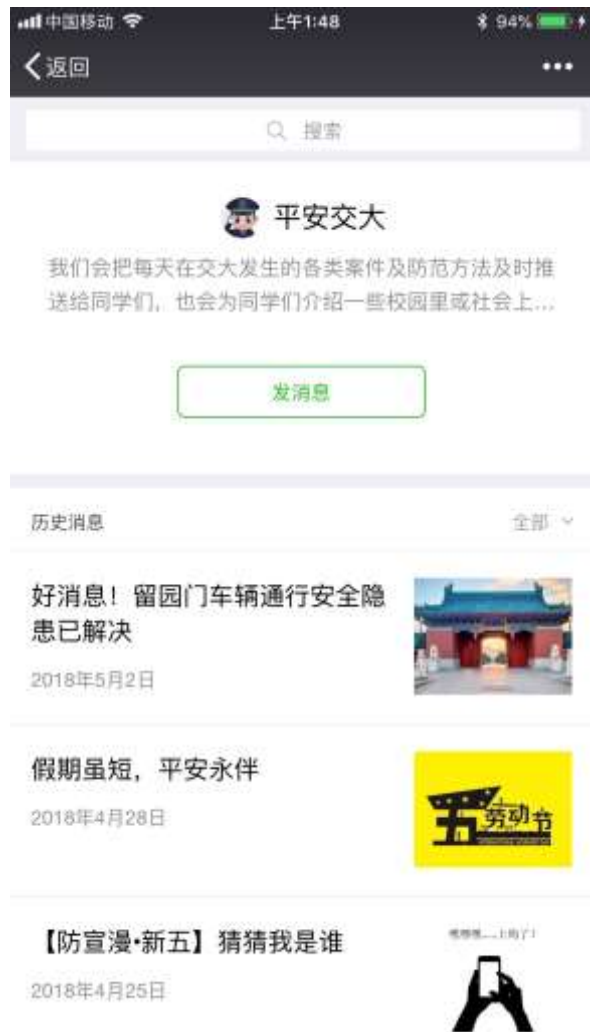 中国移动 上午1:48 94%
返回
搜索
平安交大
我们会把每天在交大发生的各类案件及防范方法及时推
送给同学们，也会为同学们介绍一些校园里或社会上...
发消息
历史消息 全部
好消息！留园门车辆通行安全隐
患已解决
2018年5月2日
假期虽短，平安永伴
2018年4月28日
五劳动节
【防宣漫•新五】猜猜我是谁
2018年4月25日